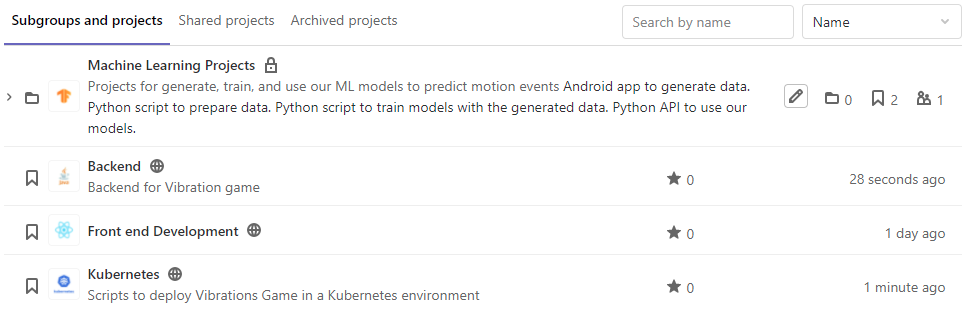 Subgroups and projects Shared projects Archived projects Search by name Name
Machine Learning Projects
Projects for generate, train, and use our ML models to predict motion events Android app to generate data.
Python script to prepare data. Python script to train models with the generated data. Python API to use our
models.
0 2 1
Backend
Backend for Vibration game
0 28 seconds ago
Front end Development
0 1 day ago
Kubernetes
Scripts to deploy Vibrations Game in a Kubernetes environment
0 1 minute ago